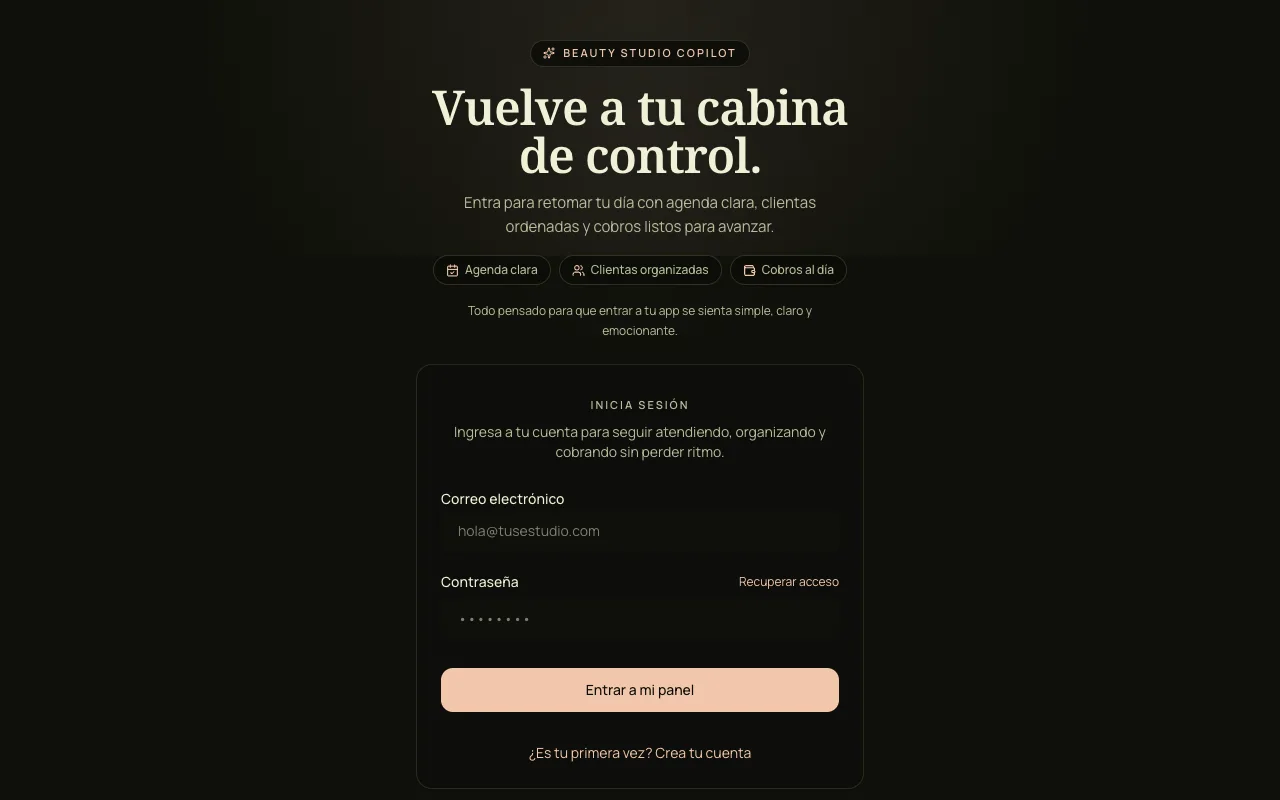 BEAUTY STUDIO COPILOT
Vuelve a tu cabina
de control.
Entra para retomar tu día con agenda clara, clientas
ordenadas y cobros listos para avanzar.
Agenda clara
Clientas organizadas
Cobros al día
Todo pensado para que entrar a tu app se sienta simple, claro y
emocionante.
INICIA SESIÓN
Ingresa a tu cuenta para seguir atendiendo, organizando y
cobrando sin perder ritmo.
Correo electrónico
hola@tusestudio.com
Contraseña
Recuperar acceso
••••••••
Entrar a mi panel
¿Es tu primera vez? Crea tu cuenta